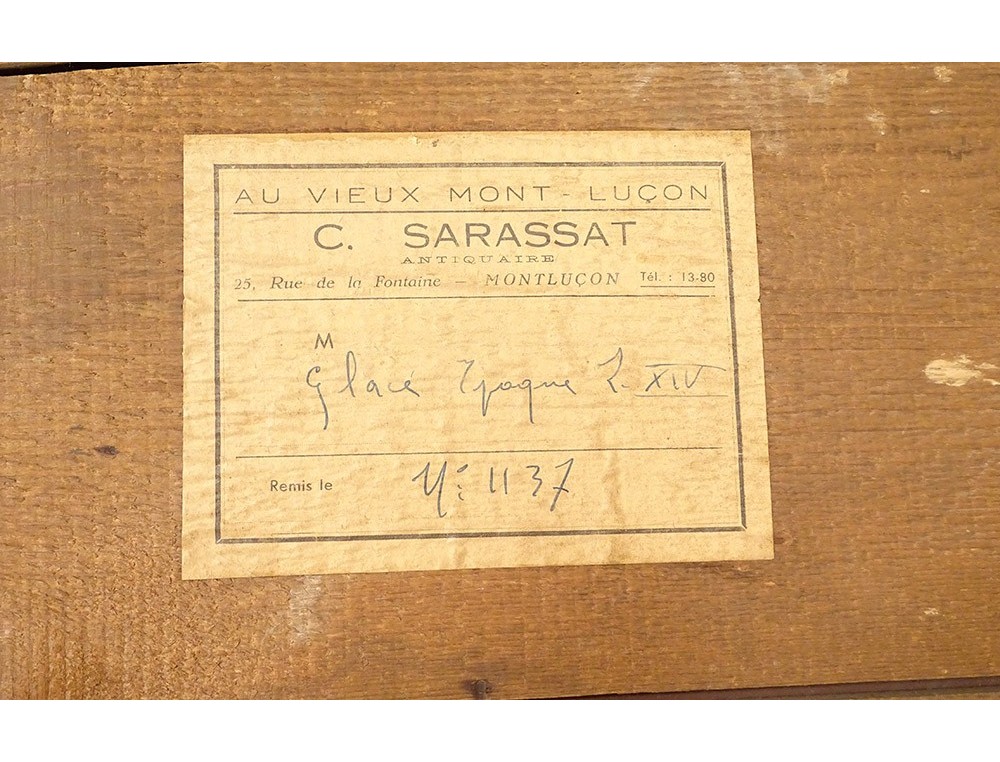 AU VIEUX MONT-LUÇON
C. SARASSAT
ANTIQUAIRE
25, Rue de la Fontaine — MONTLUÇON Tél. : 13-80
M
Glace Epoque L. XIV
Remis le N: 1137